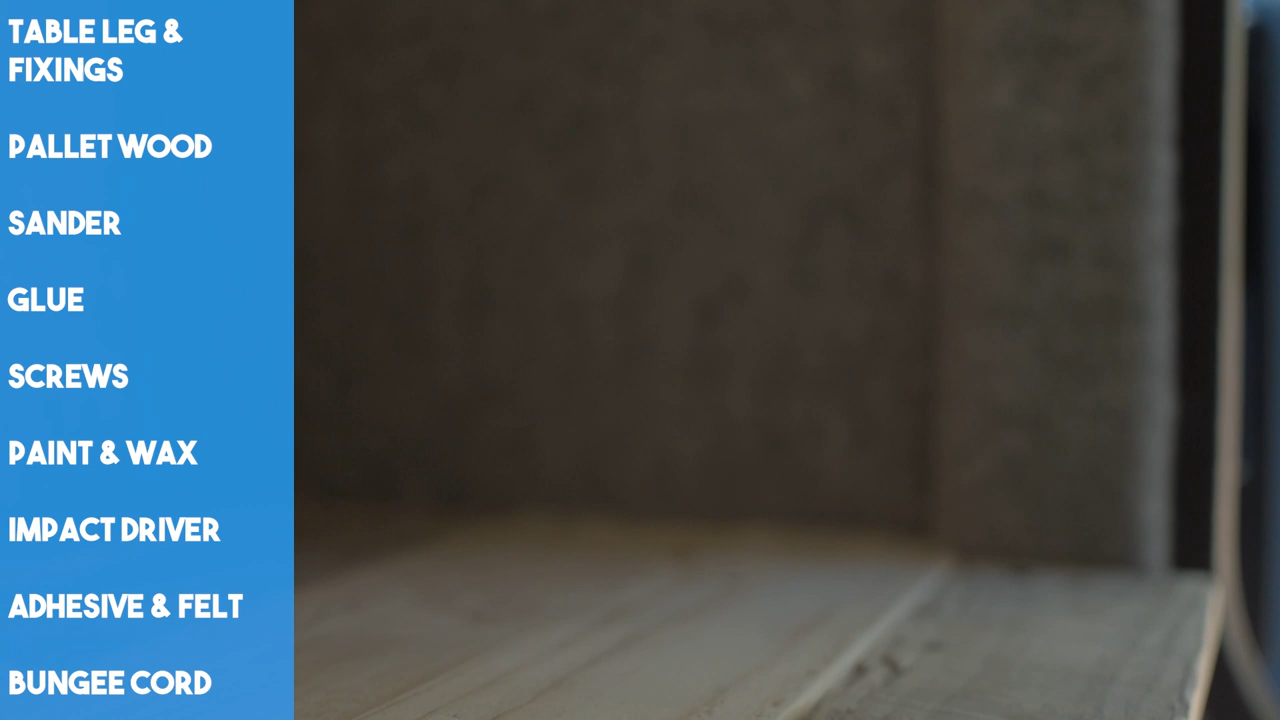 TABLE LEG &
FIXINGS
PALLET WOOD
SANDER
GLUE
SCREWS
PAINT & WAX
IMPACT DRIVER
ADHESIVE & FELT
BUNGEE CORD